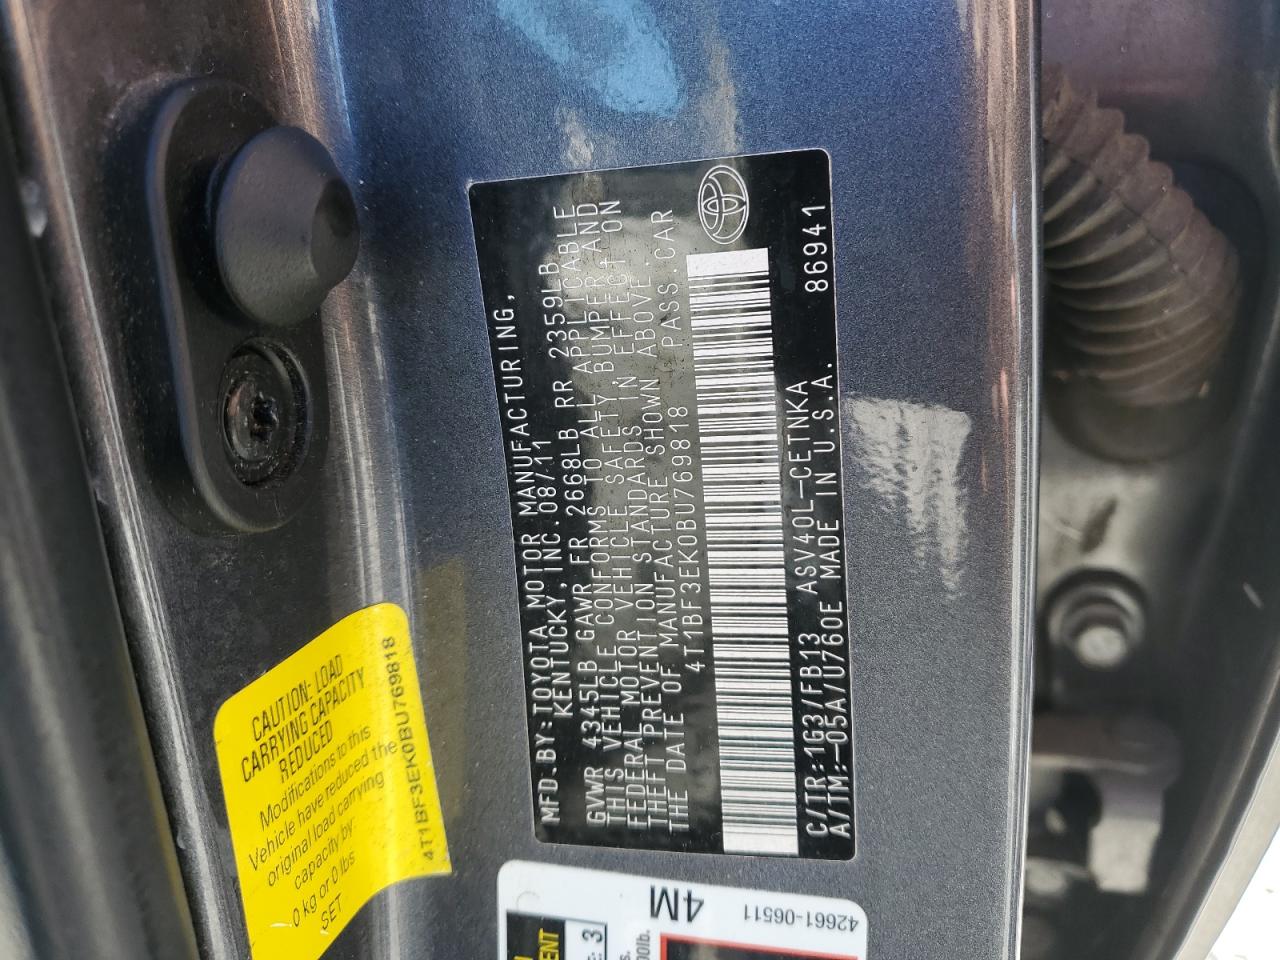 MFD.BY:TOYOTA MOTOR MANUFACTURING,
KENTUCKY, INC.08/11
GVWR 4345LB GAWR FR 2668LB RR 2359LB
THIS VEHICLE CONFORMS TO ALL APPLICABLE
FEDERAL MOTOR VEHICLE SAFETY, BUMPER AND
THEFT PREVENTION STANDARDS IN EFFECT ON
THE DATE OF MANUFACTURE SHOWN ABOVE.
4T1BF3EK0BU769818 PASS.CAR
C/TR:1G3/FB13 ASV40L-CETNKA 86941
A/TM:-05A/U760E MADE IN U.S.A.
CAUTION: LOAD
CARRYING CAPACITY
REDUCED
Modifications to this
Vehicle have reduced the
original load carrying
capacity by:
0 kg or 0 lbs
SET
4T1BF3EK0BU769818
4M
42661-06511
3